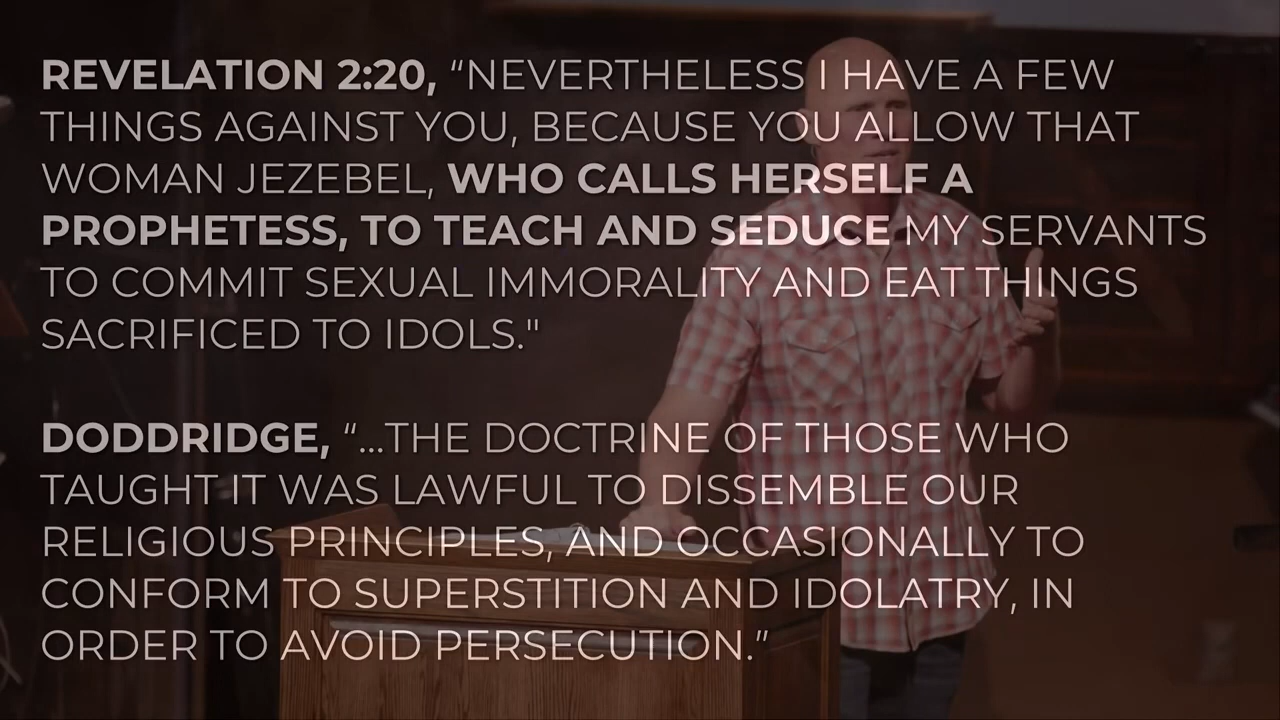 REVELATION 2:20, “NEVERTHELESS I HAVE A FEW
THINGS AGAINST YOU, BECAUSE YOU ALLOW THAT
WOMAN JEZEBEL, WHO CALLS HERSELF A
PROPHETESS, TO TEACH AND SEDUCE MY SERVANTS
TO COMMIT SEXUAL IMMORALITY AND EAT THINGS
SACRIFICED TO IDOLS."
DODDRIDGE, “...THE DOCTRINE OF THOSE WHO
TAUGHT IT WAS LAWFUL TO DISSEMBLE OUR
RELIGIOUS PRINCIPLES, AND OCCASIONALLY TO
CONFORM TO SUPERSTITION AND IDOLATRY, IN
ORDER TO AVOID PERSECUTION.”